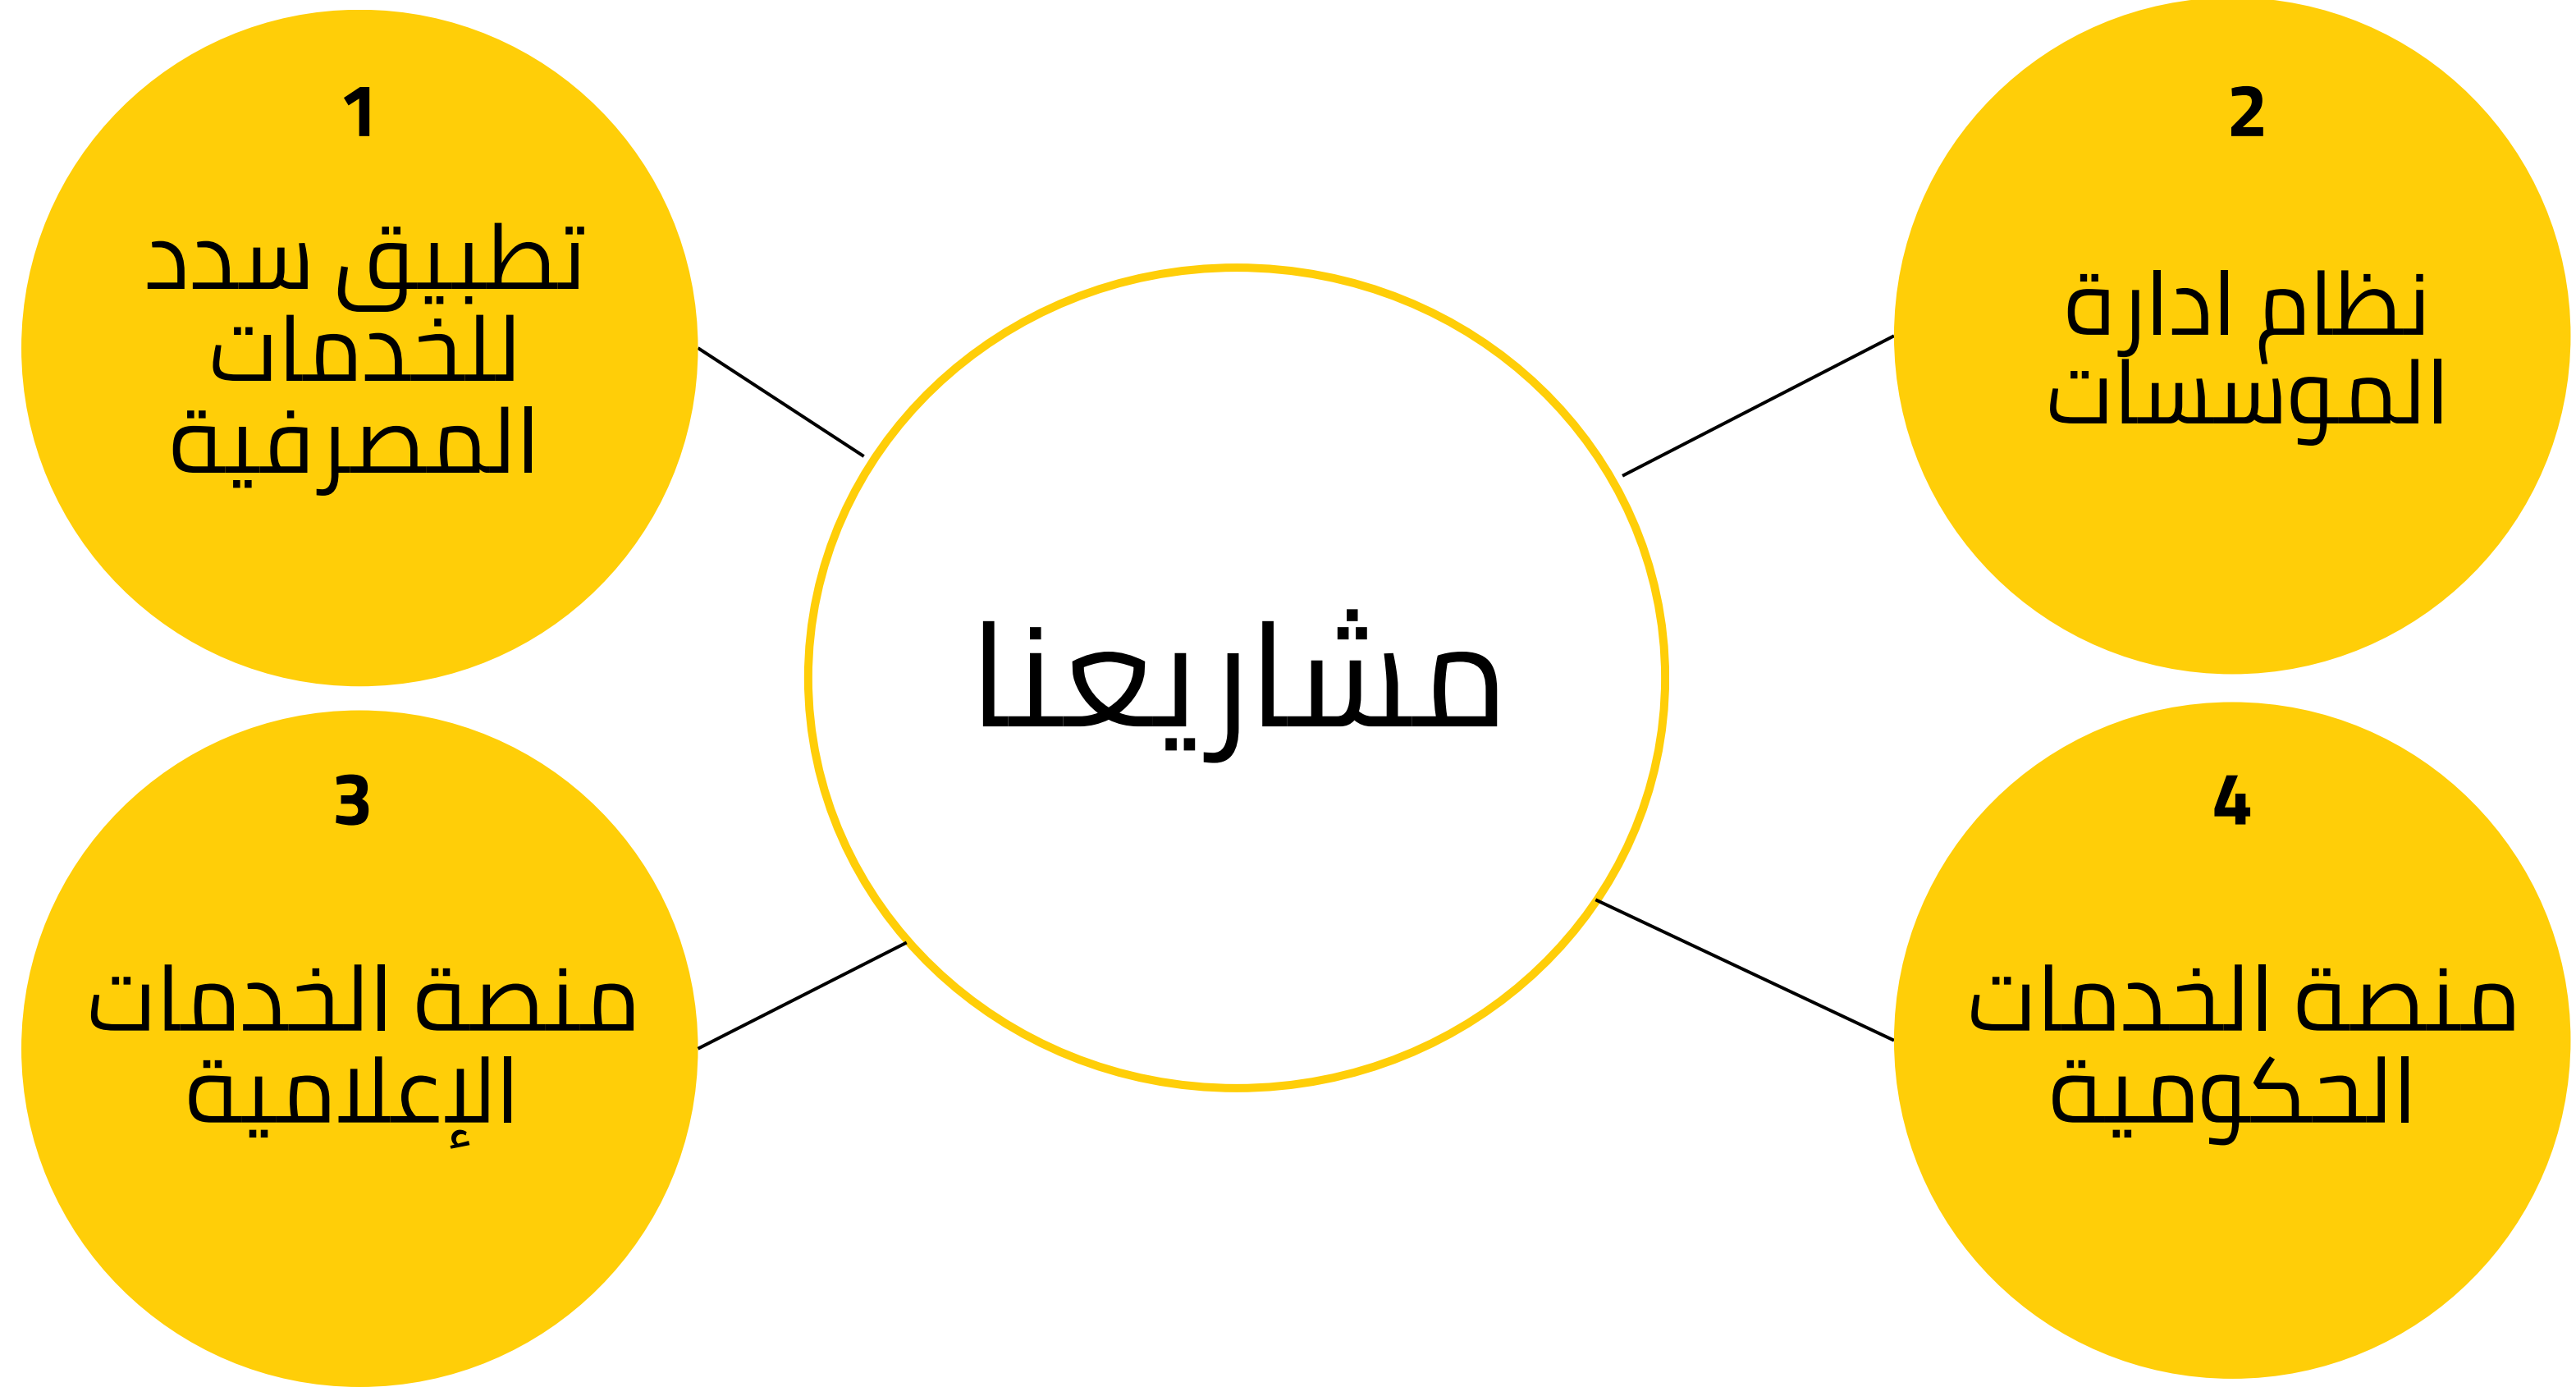 1
تطبيق سدد
للخدمات
المصرفية
2
نظام ادارة
الموسسات
مشاريعنا
3
منصة الخدمات
الإعلامية
4
منصة الخدمات
الحكومية